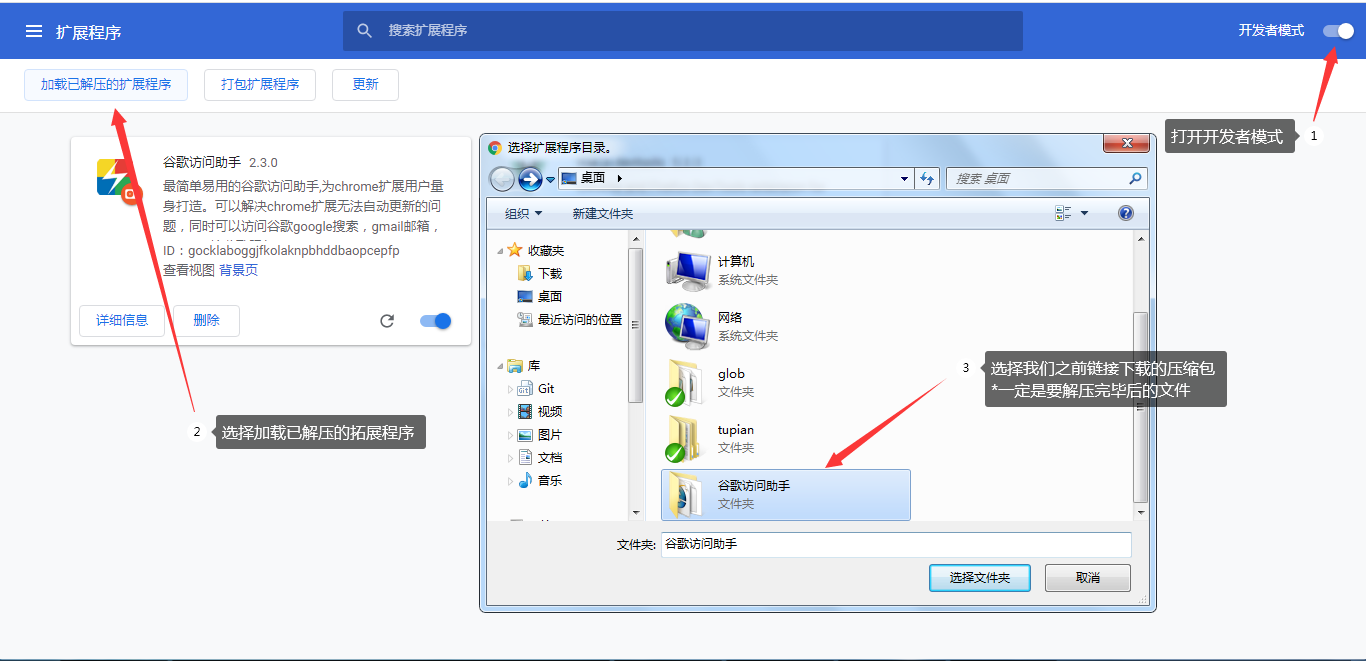 扩展程序
搜索扩展程序
开发者模式
加载已解压的扩展程序
打包扩展程序
更新
打开开发者模式
1
谷歌访问助手 2.3.0
最简单易用的谷歌访问助手,为chrome扩展用户量
身打造。可以解决chrome扩展无法自动更新的问
题，同时可以访问谷歌google搜索，gmail邮箱，
ID：gocklaboggjfkolaknpbhddbaopcepfp
查看视图 背景页
详细信息
删除
2
选择加载已解压的拓展程序
选择扩展程序目录。
桌面
搜索 桌面
组织
新建文件夹
收藏夹
下载
桌面
最近访问的位置
库
Git
视频
图片
文档
音乐
计算机
系统文件夹
网络
系统文件夹
glob
文件夹
tupian
文件夹
谷歌访问助手
文件夹
3
选择我们之前链接下载的压缩包
*一定是要解压完毕后的文件
文件夹: 谷歌访问助手
选择文件夹
取消